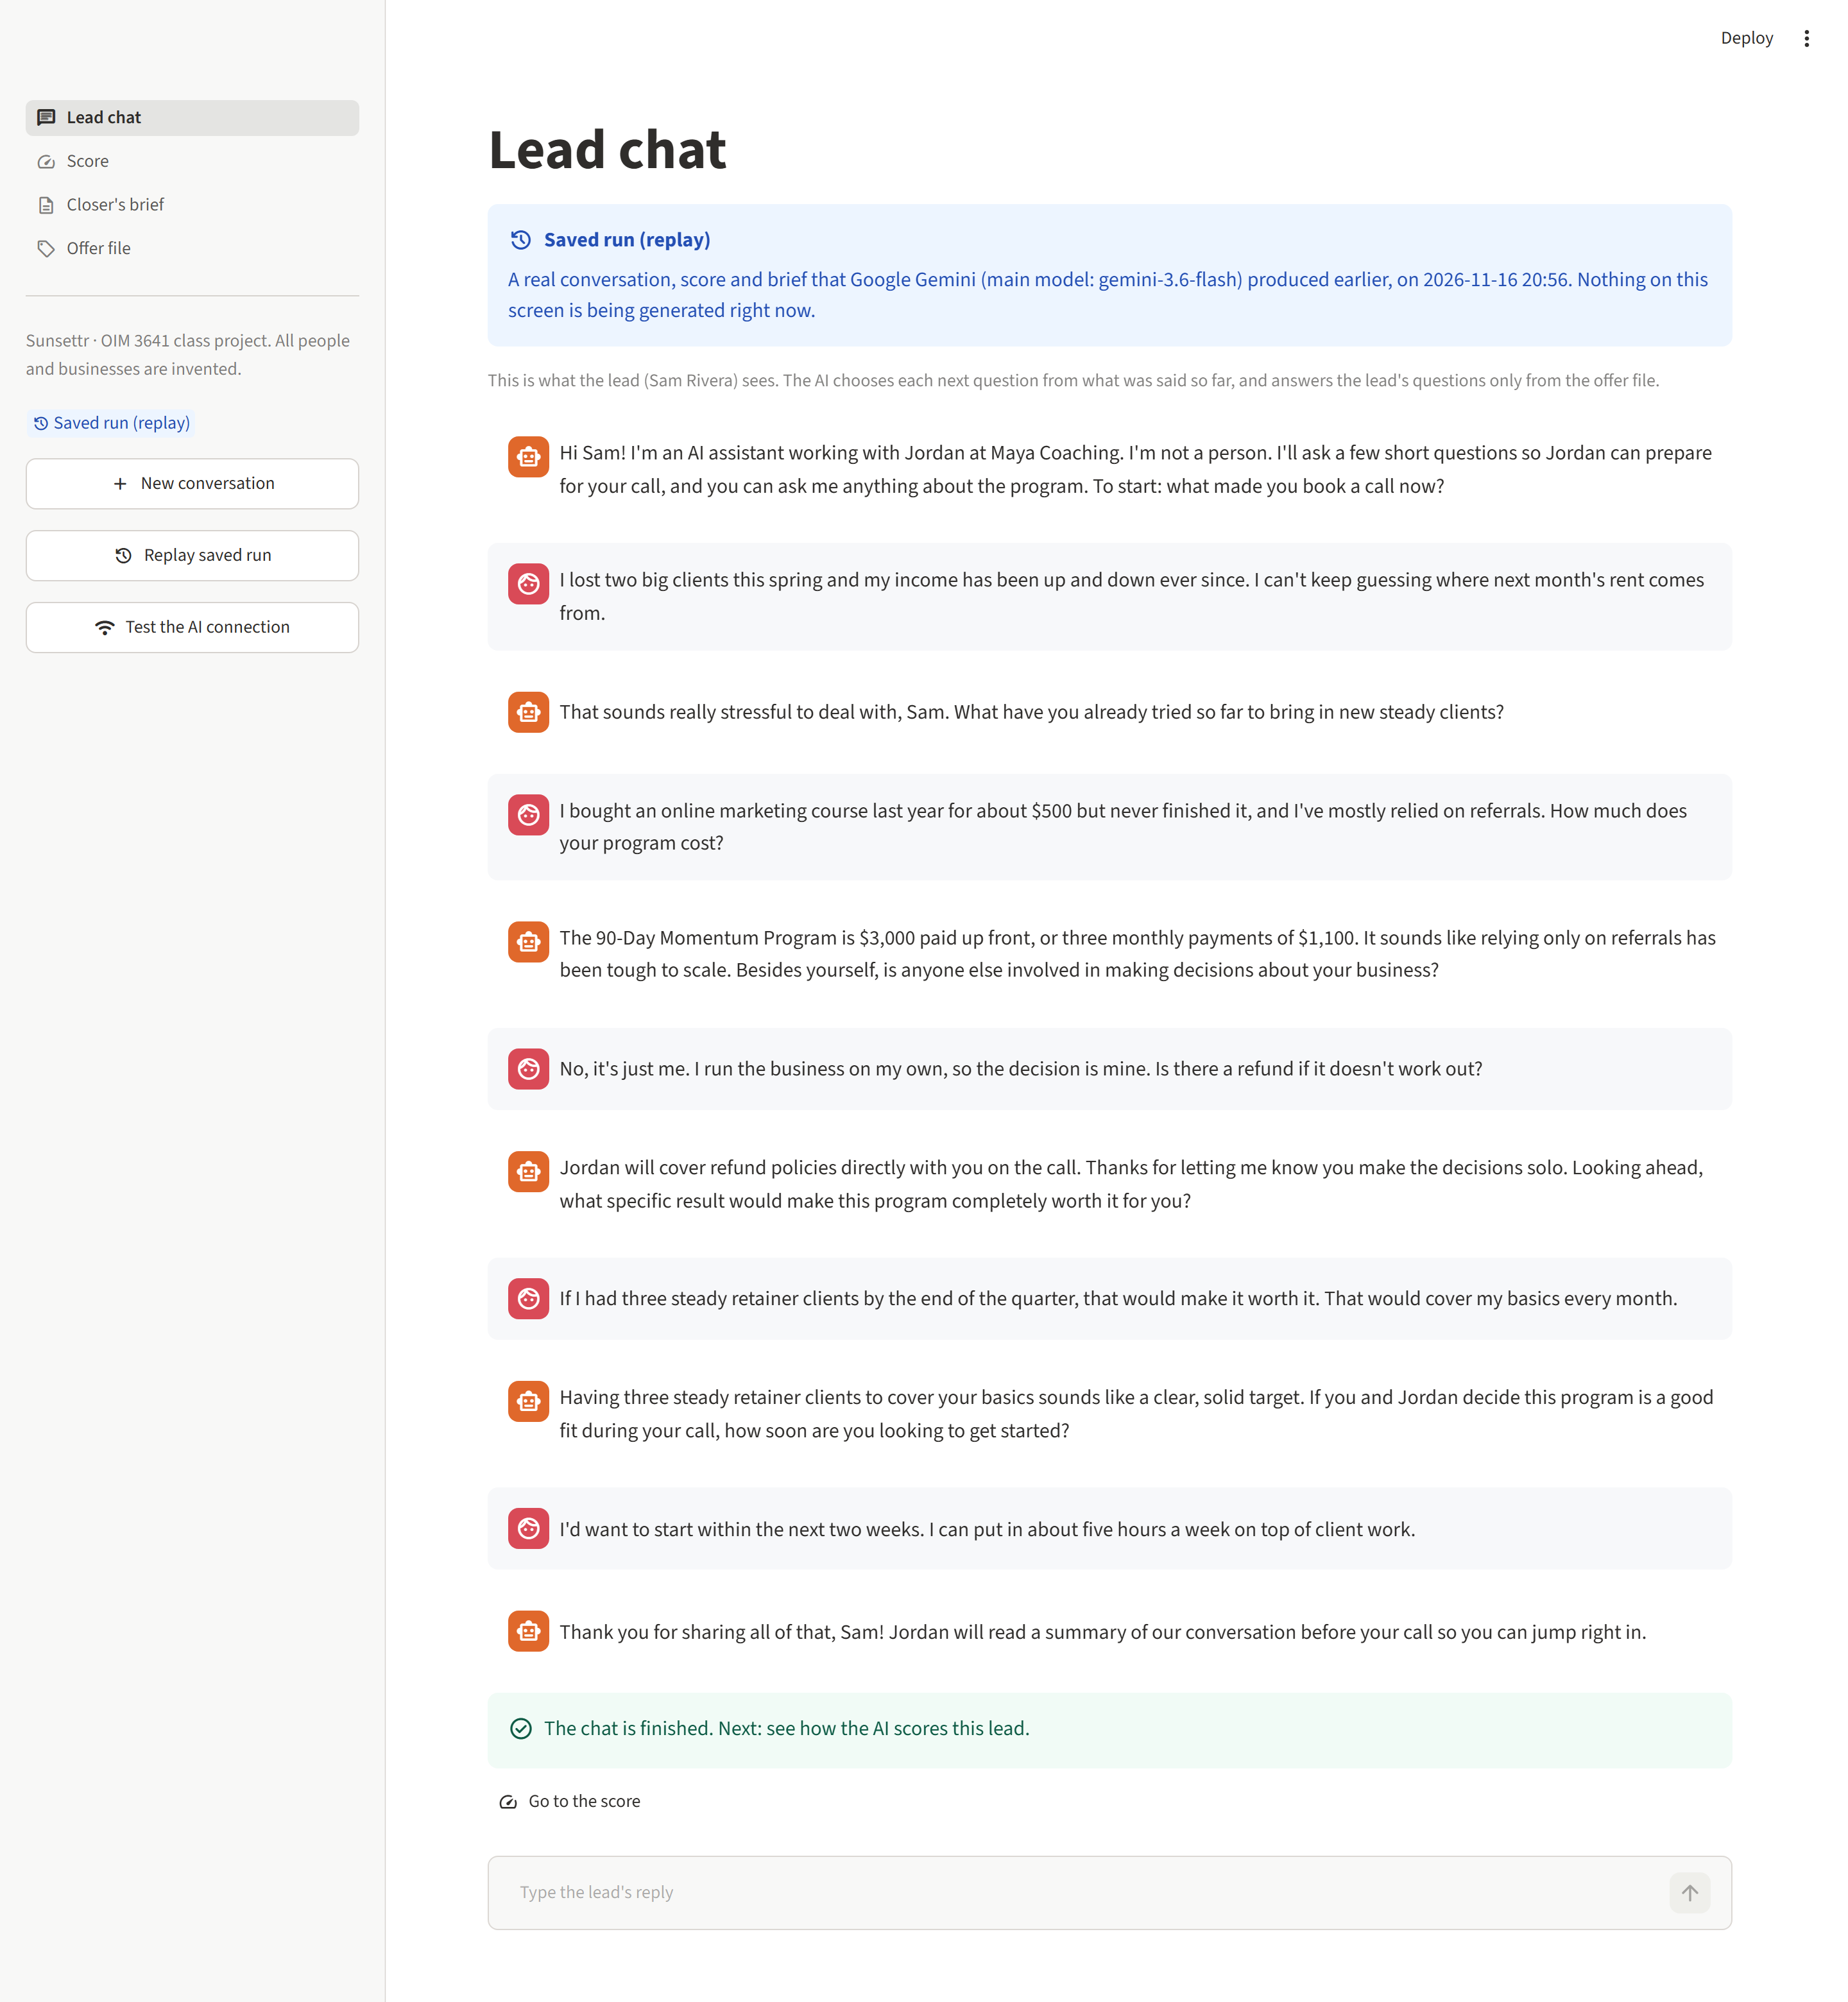 Deploy
Lead chat
Score
Closer's brief
Offer file
Sunsettr · OIM 3641 class project. All people
and businesses are invented.
Saved run (replay)
New conversation
Replay saved run
Test the AI connection
Lead chat
Saved run (replay)
A real conversation, score and brief that Google Gemini (main model: gemini-3.6-flash) produced earlier, on 2026-11-16 20:56. Nothing on this
screen is being generated right now.
This is what the lead (Sam Rivera) sees. The AI chooses each next question from what was said so far, and answers the lead's questions only from the offer file.
Hi Sam! I'm an AI assistant working with Jordan at Maya Coaching. I'm not a person. I'll ask a few short questions so Jordan can prepare
for your call, and you can ask me anything about the program. To start: what made you book a call now?
I lost two big clients this spring and my income has been up and down ever since. I can't keep guessing where next month's rent comes
from.
That sounds really stressful to deal with, Sam. What have you already tried so far to bring in new steady clients?
I bought an online marketing course last year for about $500 but never finished it, and I've mostly relied on referrals. How much does
your program cost?
The 90-Day Momentum Program is $3,000 paid up front, or three monthly payments of $1,100. It sounds like relying only on referrals has
been tough to scale. Besides yourself, is anyone else involved in making decisions about your business?
No, it's just me. I run the business on my own, so the decision is mine. Is there a refund if it doesn't work out?
Jordan will cover refund policies directly with you on the call. Thanks for letting me know you make the decisions solo. Looking ahead,
what specific result would make this program completely worth it for you?
If I had three steady retainer clients by the end of the quarter, that would make it worth it. That would cover my basics every month.
Having three steady retainer clients to cover your basics sounds like a clear, solid target. If you and Jordan decide this program is a good
fit during your call, how soon are you looking to get started?
I'd want to start within the next two weeks. I can put in about five hours a week on top of client work.
Thank you for sharing all of that, Sam! Jordan will read a summary of our conversation before your call so you can jump right in.
The chat is finished. Next: see how the AI scores this lead.
Go to the score
Type the lead's reply